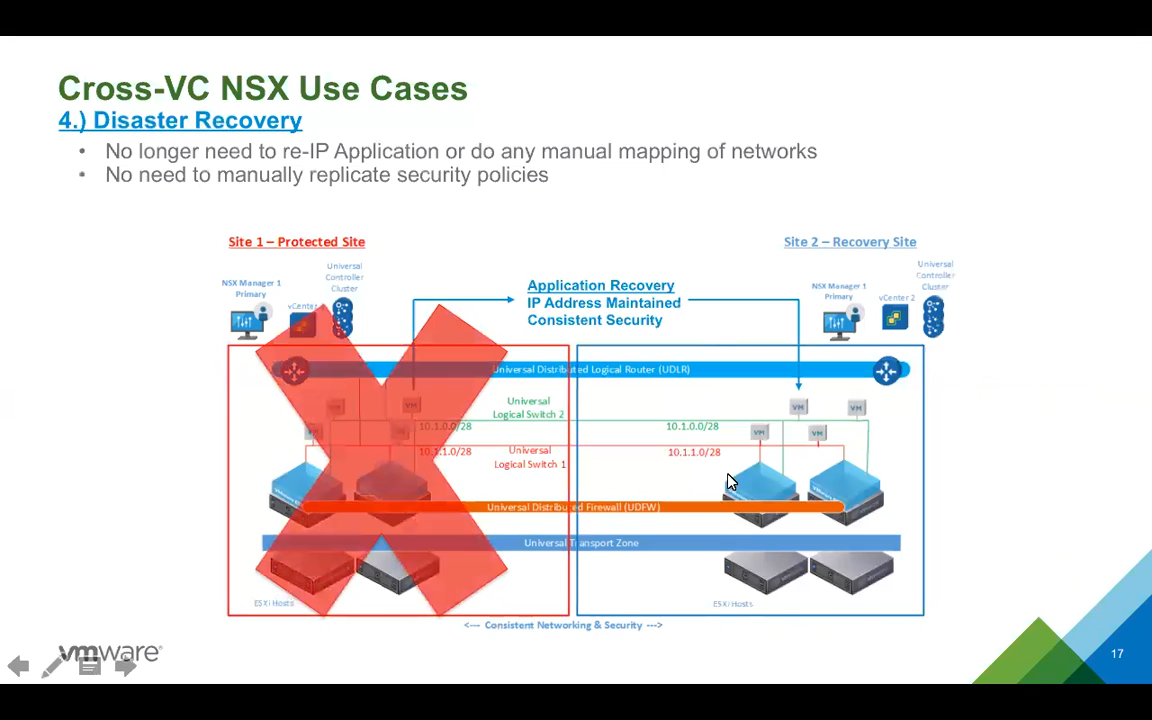 Cross-VC NSX Use Cases
4.) Disaster Recovery
• No longer need to re-IP Application or do any manual mapping of networks
• No need to manually replicate security policies
Site 1 – Protected Site
Site 2 – Recovery Site
NSX Manager 1
Primary
vCenter
Universal
Controller
Cluster
Application Recovery
IP Address Maintained
Consistent Security
NSX Manager 1
Primary
vCenter 2
Universal
Controller
Cluster
Universal Distributed Logical Router (UDLR)
VM
VM
VM
VM
Universal
Logical Switch 2
10.1.0.0/28
10.1.0.0/28
VM
VM
VM
VM
10.1.1.0/28
Universal
Logical Switch 1
10.1.1.0/28
Universal Distributed Firewall (UDFW)
Universal Transport Zone
ESXi Hosts
ESXi Hosts
<--- Consistent Networking & Security --->
vmware®
17